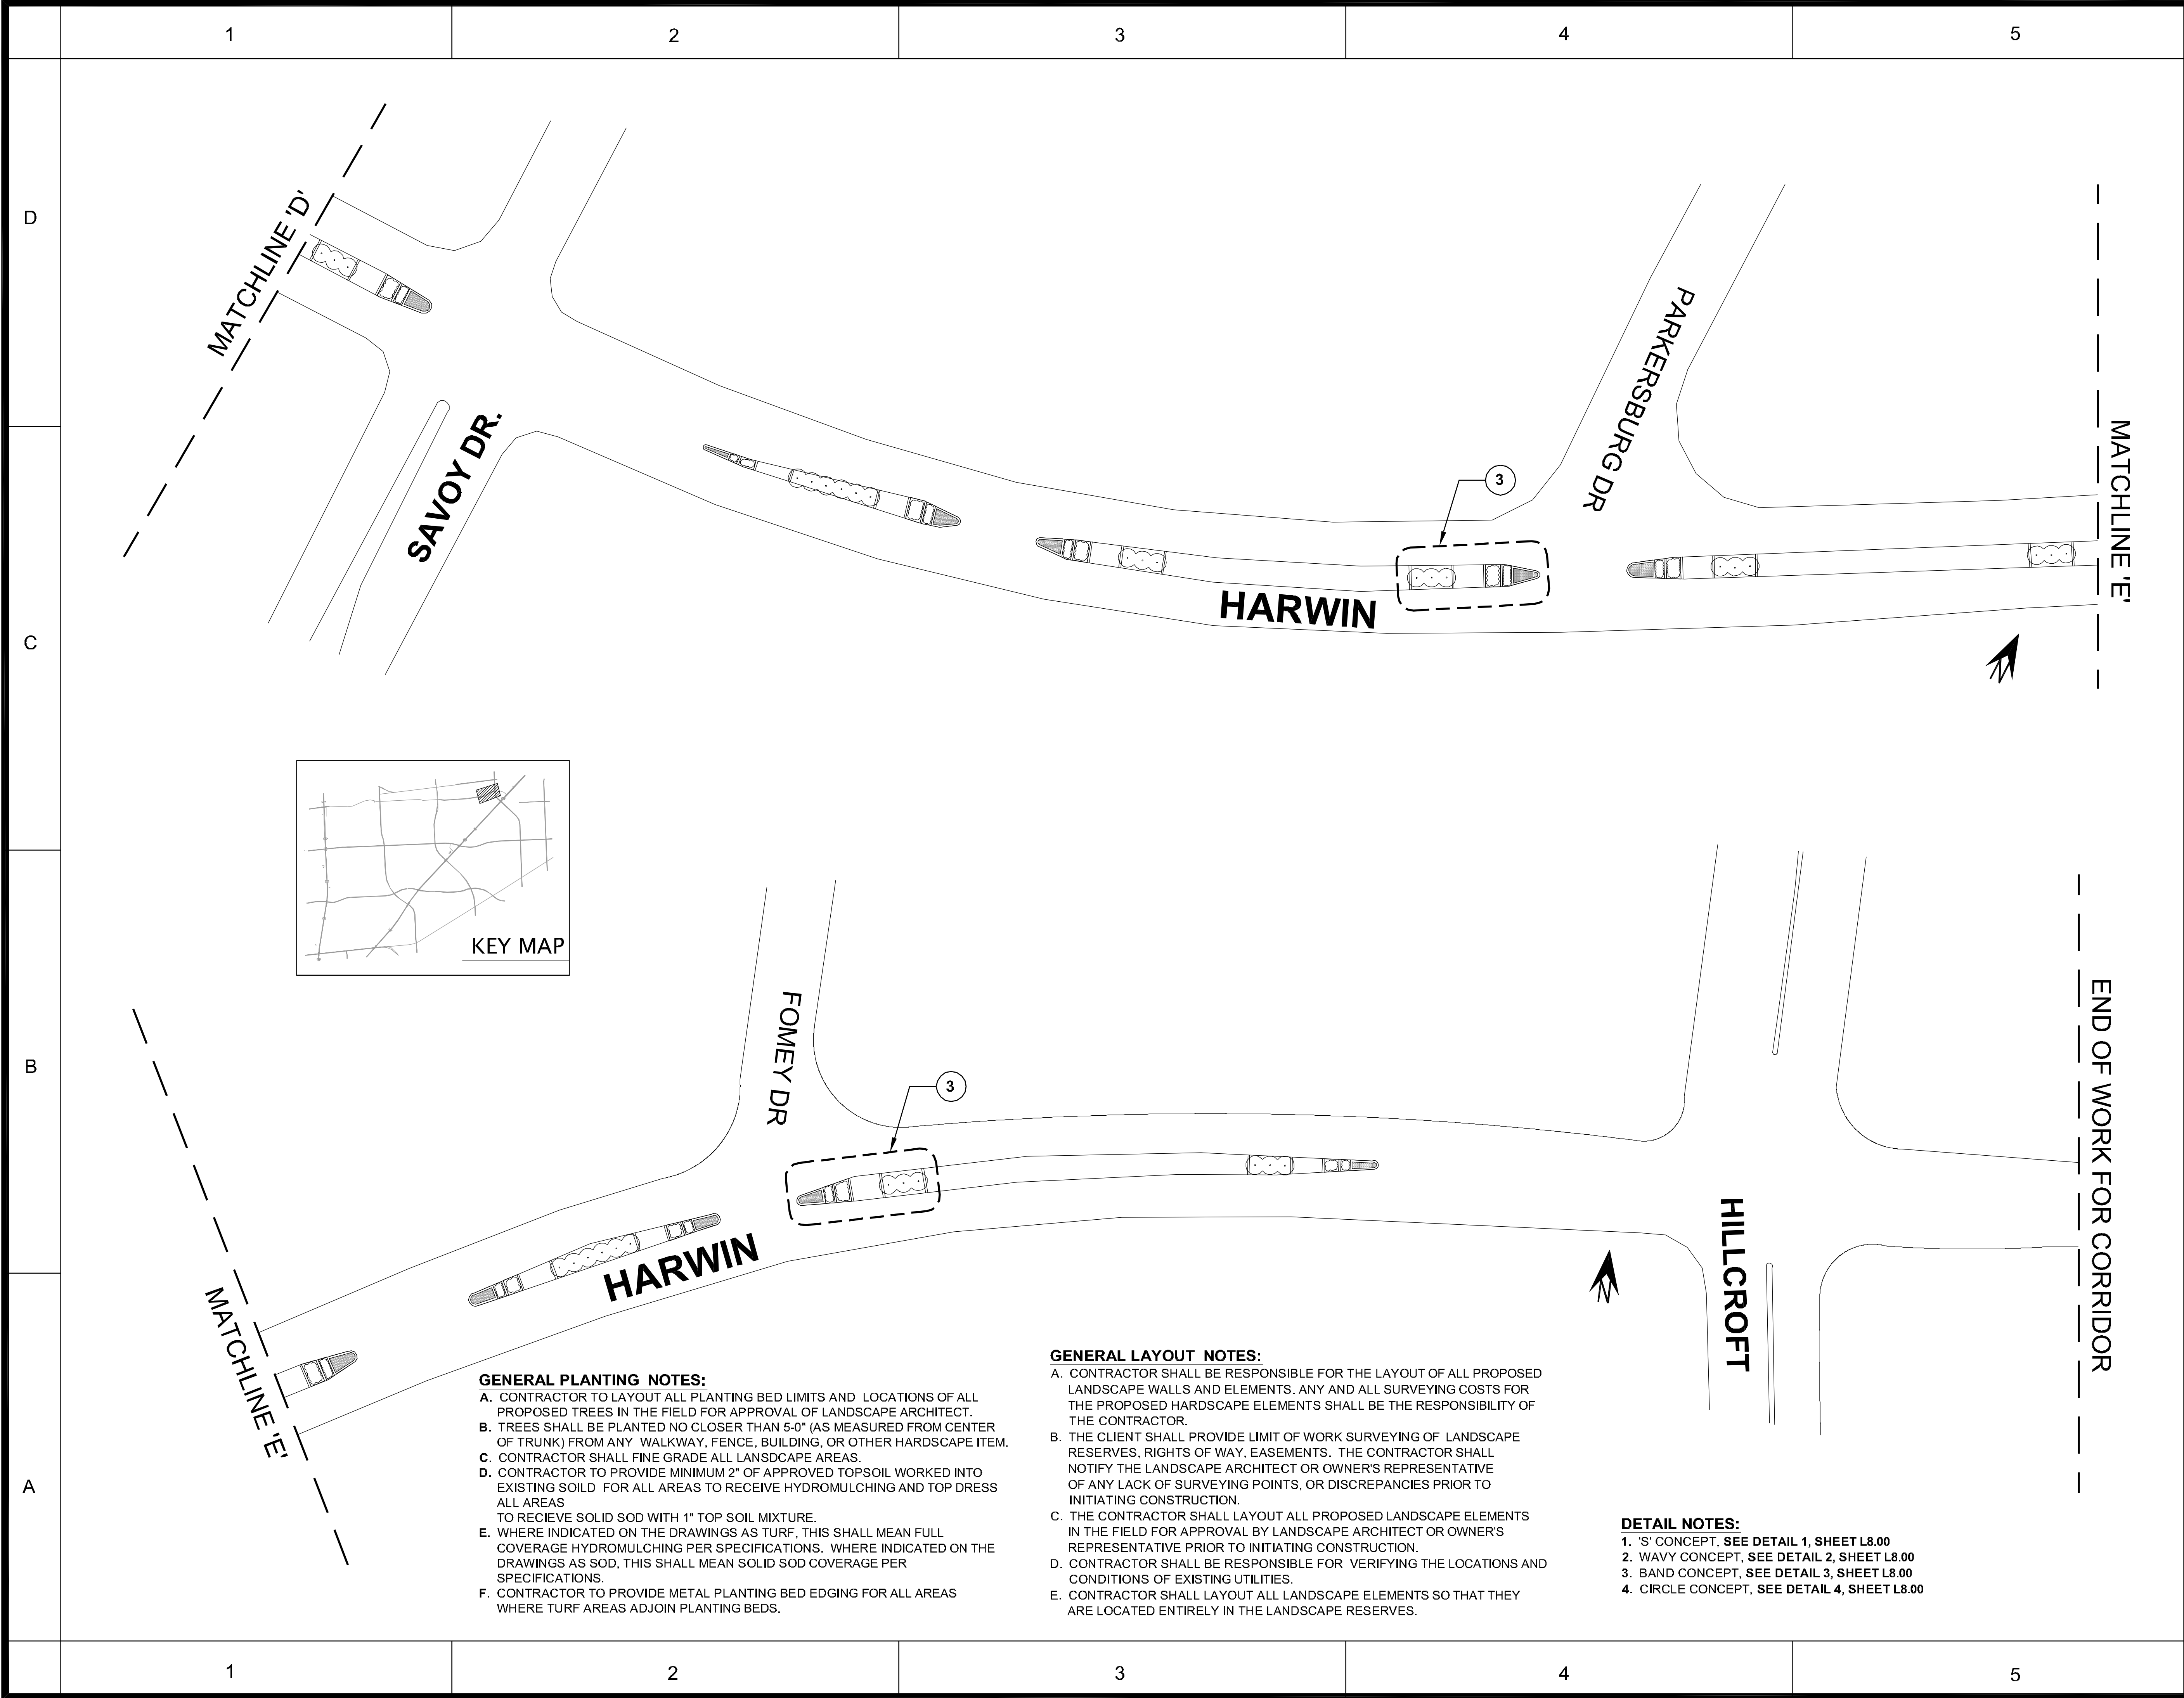 1 2 3 4 5
D
MATCHLINE 'D'
SAVOY DR.
PARKERSBURG DR
3
HARWIN
MATCHLINE 'E'
N
C
KEY MAP
B
FOMEY DR
3
HARWIN
HILLCROFT
N
END OF WORK FOR CORRIDOR
MATCHLINE 'E'
A
GENERAL PLANTING NOTES:
A. CONTRACTOR TO LAYOUT ALL PLANTING BED LIMITS AND LOCATIONS OF ALL
PROPOSED TREES IN THE FIELD FOR APPROVAL OF LANDSCAPE ARCHITECT.
B. TREES SHALL BE PLANTED NO CLOSER THAN 5-0" (AS MEASURED FROM CENTER
OF TRUNK) FROM ANY WALKWAY, FENCE, BUILDING, OR OTHER HARDSCAPE ITEM.
C. CONTRACTOR SHALL FINE GRADE ALL LANSDCAPE AREAS.
D. CONTRACTOR TO PROVIDE MINIMUM 2" OF APPROVED TOPSOIL WORKED INTO
EXISTING SOILD FOR ALL AREAS TO RECEIVE HYDROMULCHING AND TOP DRESS
ALL AREAS
TO RECIEVE SOLID SOD WITH 1" TOP SOIL MIXTURE.
E. WHERE INDICATED ON THE DRAWINGS AS TURF, THIS SHALL MEAN FULL
COVERAGE HYDROMULCHING PER SPECIFICATIONS. WHERE INDICATED ON THE
DRAWINGS AS SOD, THIS SHALL MEAN SOLID SOD COVERAGE PER
SPECIFICATIONS.
F. CONTRACTOR TO PROVIDE METAL PLANTING BED EDGING FOR ALL AREAS
WHERE TURF AREAS ADJOIN PLANTING BEDS.
GENERAL LAYOUT NOTES:
A. CONTRACTOR SHALL BE RESPONSIBLE FOR THE LAYOUT OF ALL PROPOSED
LANDSCAPE WALLS AND ELEMENTS. ANY AND ALL SURVEYING COSTS FOR
THE PROPOSED HARDSCAPE ELEMENTS SHALL BE THE RESPONSIBILITY OF
THE CONTRACTOR.
B. THE CLIENT SHALL PROVIDE LIMIT OF WORK SURVEYING OF LANDSCAPE
RESERVES, RIGHTS OF WAY, EASEMENTS. THE CONTRACTOR SHALL
NOTIFY THE LANDSCAPE ARCHITECT OR OWNER'S REPRESENTATIVE
OF ANY LACK OF SURVEYING POINTS, OR DISCREPANCIES PRIOR TO
INITIATING CONSTRUCTION.
C. THE CONTRACTOR SHALL LAYOUT ALL PROPOSED LANDSCAPE ELEMENTS
IN THE FIELD FOR APPROVAL BY LANDSCAPE ARCHITECT OR OWNER'S
REPRESENTATIVE PRIOR TO INITIATING CONSTRUCTION.
D. CONTRACTOR SHALL BE RESPONSIBLE FOR VERIFYING THE LOCATIONS AND
CONDITIONS OF EXISTING UTILITIES.
E. CONTRACTOR SHALL LAYOUT ALL LANDSCAPE ELEMENTS SO THAT THEY
ARE LOCATED ENTIRELY IN THE LANDSCAPE RESERVES.
DETAIL NOTES:
1. 'S' CONCEPT, SEE DETAIL 1, SHEET L8.00
2. WAVY CONCEPT, SEE DETAIL 2, SHEET L8.00
3. BAND CONCEPT, SEE DETAIL 3, SHEET L8.00
4. CIRCLE CONCEPT, SEE DETAIL 4, SHEET L8.00
1 2 3 4 5